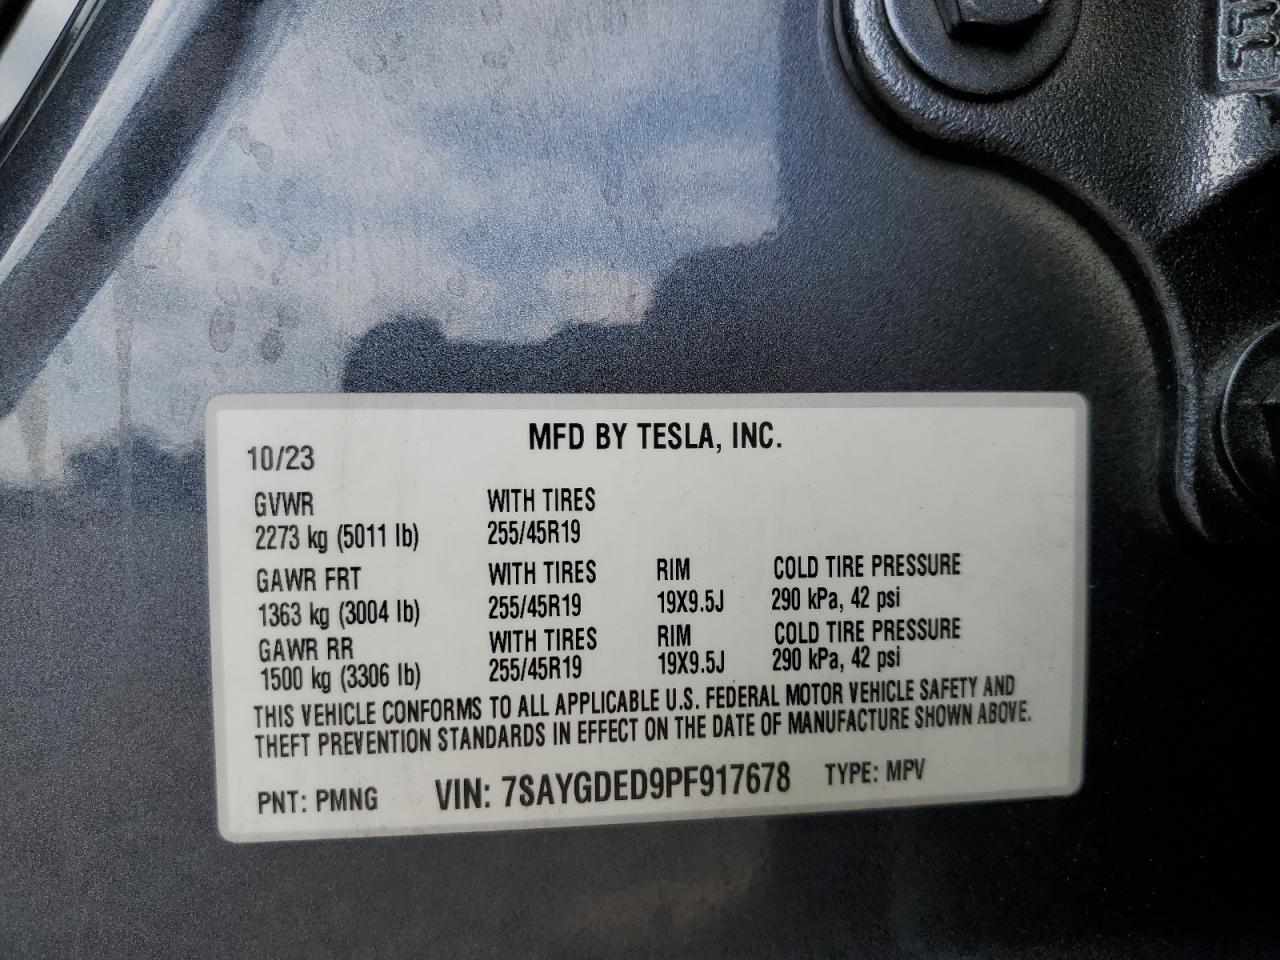 MFD BY TESLA, INC.
10/23
GVWR WITH TIRES
2273 kg (5011 lb) 255/45R19
GAWR FRT WITH TIRES RIM COLD TIRE PRESSURE
1363 kg (3004 lb) 255/45R19 19X9.5J 290 kPa, 42 psi
GAWR RR WITH TIRES RIM COLD TIRE PRESSURE
1500 kg (3306 lb) 255/45R19 19X9.5J 290 kPa, 42 psi
THIS VEHICLE CONFORMS TO ALL APPLICABLE U.S. FEDERAL MOTOR VEHICLE SAFETY AND
THEFT PREVENTION STANDARDS IN EFFECT ON THE DATE OF MANUFACTURE SHOWN ABOVE.
PNT: PMNG VIN: 7SAYGDED9PF917678 TYPE: MPV